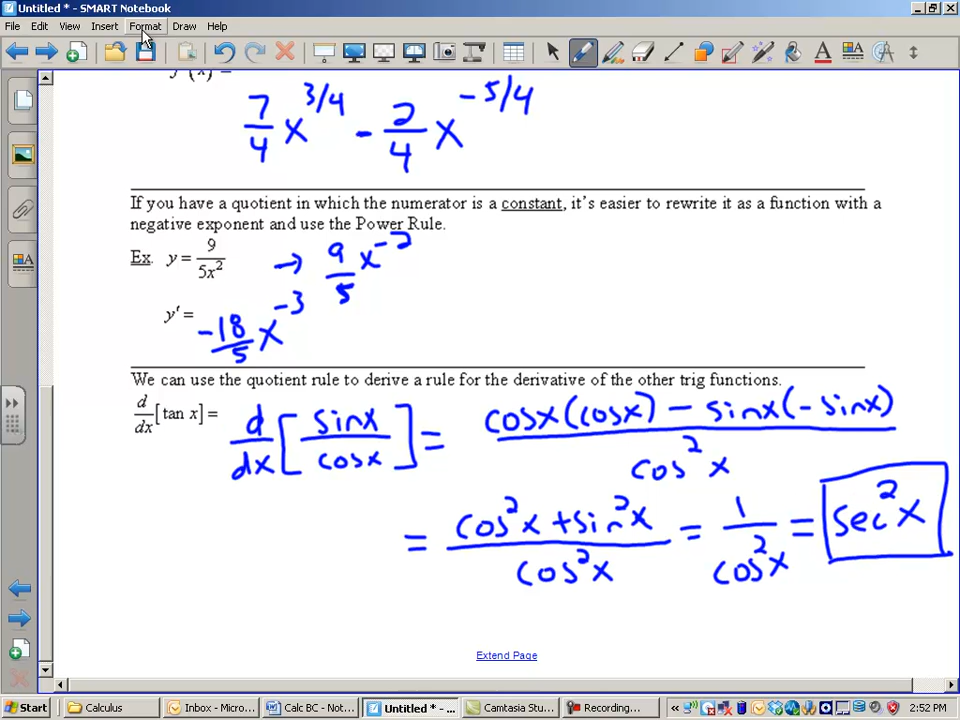 Untitled * - SMART Notebook
File Edit View Insert Format Draw Help
y'(x) =
7/4 x^3/4 - 2/4 x^-5/4
If you have a quotient in which the numerator is a constant, it's easier to rewrite it as a function with a
negative exponent and use the Power Rule.
Ex. y = 9/5x² → 9/5 x^-2
y' = -18/5 x^-3
We can use the quotient rule to derive a rule for the derivative of the other trig functions.
d/dx [tan x] = d/dx [sinx/cosx] = cosx(cosx) - sinx(-sinx)/cos²x
= cos²x + sin²x/cos²x = 1/cos²x = sec²x
Extend Page
Start Calculus Inbox - Micros... Calc BC - Not... Untitled * - ... Camtasia Stu... Recording... « 2:52 PM